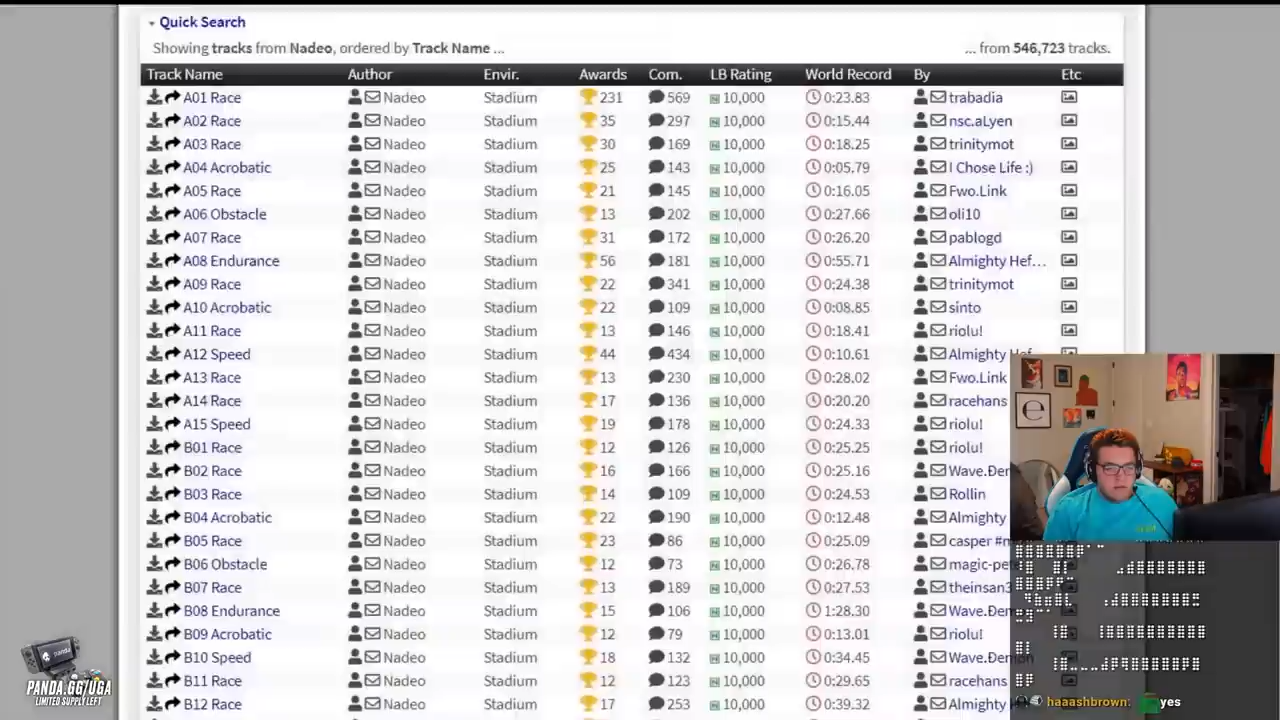 Quick Search
Showing tracks from Nadeo, ordered by Track Name ... ... from 546,723 tracks.
Track Name Author Envir. Awards Com. LB Rating World Record By Etc
A01 Race Nadeo Stadium 231 569 10,000 0:23.83 trabadia
A02 Race Nadeo Stadium 35 297 10,000 0:15.44 nsc.aLyen
A03 Race Nadeo Stadium 30 169 10,000 0:18.25 trinitymot
A04 Acrobatic Nadeo Stadium 25 143 10,000 0:05.79 I Chose Life :)
A05 Race Nadeo Stadium 21 145 10,000 0:16.05 Fwo.Link
A06 Obstacle Nadeo Stadium 13 202 10,000 0:27.66 oli10
A07 Race Nadeo Stadium 31 172 10,000 0:26.20 pablogd
A08 Endurance Nadeo Stadium 56 181 10,000 0:55.71 Almighty Hef...
A09 Race Nadeo Stadium 22 341 10,000 0:24.38 trinitymot
A10 Acrobatic Nadeo Stadium 22 109 10,000 0:08.85 sinto
A11 Race Nadeo Stadium 13 146 10,000 0:18.41 riolu!
A12 Speed Nadeo Stadium 44 434 10,000 0:10.61 Almighty Hef...
A13 Race Nadeo Stadium 13 230 10,000 0:28.02 Fwo.Link
A14 Race Nadeo Stadium 17 136 10,000 0:20.20 racehans
A15 Speed Nadeo Stadium 19 178 10,000 0:24.33 riolu!
B01 Race Nadeo Stadium 12 126 10,000 0:25.25 riolu!
B02 Race Nadeo Stadium 16 166 10,000 0:25.16
B03 Race Nadeo Stadium 14 109 10,000 0:24.53 Rollin
B04 Acrobatic Nadeo Stadium 22 190 10,000 0:12.48 Almighty
B05 Race Nadeo Stadium 23 86 10,000 0:25.09 casper
B06 Obstacle Nadeo Stadium 12 73 10,000 0:26.78
B07 Race Nadeo Stadium 13 189 10,000 0:27.53
B08 Endurance Nadeo Stadium 15 106 10,000 1:28.30
B09 Acrobatic Nadeo Stadium 12 79 10,000 0:13.01 riolu!
B10 Speed Nadeo Stadium 18 132 10,000 0:34.45
B11 Race Nadeo Stadium 12 123 10,000 0:29.65 racehans
B12 Race Nadeo Stadium 17 253 10,000 0:39.32 Almighty
e
haaashbrown: yes
panda
PANDA.GG/UGA
LIMITED SUPPLY LEFT